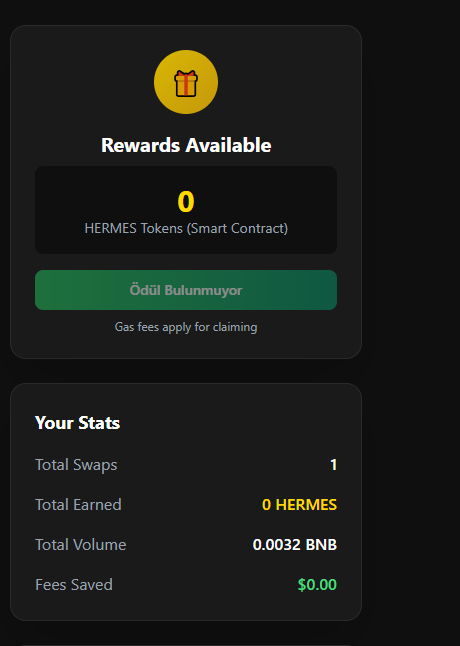 Rewards Available
0
HERMES Tokens (Smart Contract)
Ödül Bulunmuyor
Gas fees apply for claiming
Your Stats
Total Swaps 1
Total Earned 0 HERMES
Total Volume 0.0032 BNB
Fees Saved $0.00